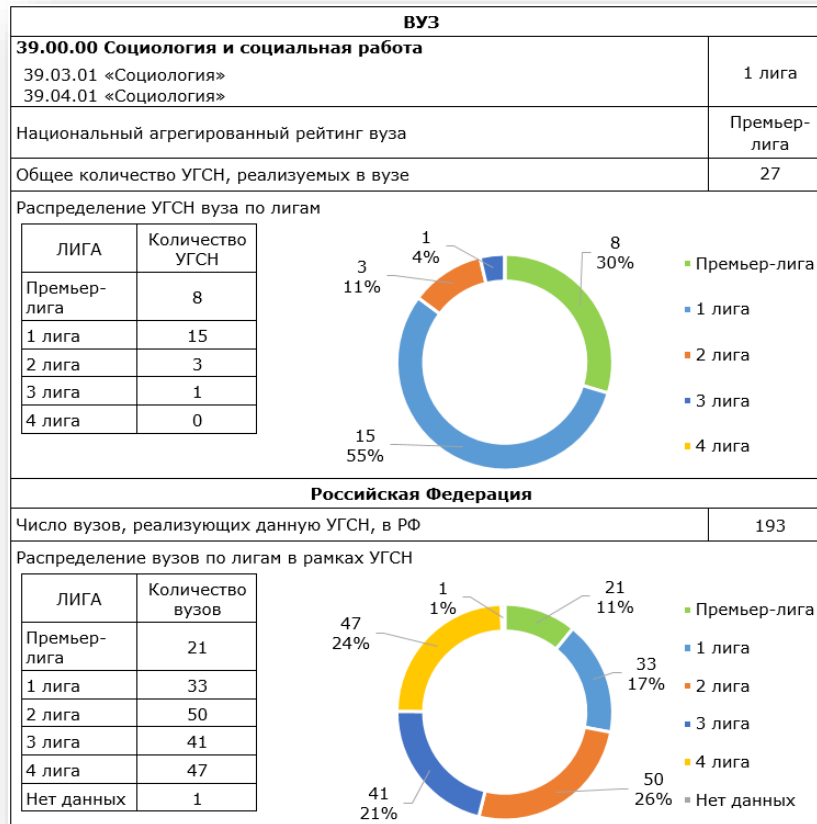 ВУЗ
39.00.00 Социология и социальная работа
39.03.01 «Социология»
39.04.01 «Социология»
1 лига
Национальный агрегированный рейтинг вуза
Премьер-
лига
Общее количество УГСН, реализуемых в вузе
27
Распределение УГСН вуза по лигам
ЛИГА
Количество
УГСН
Премьер-
лига
8
1 лига
15
2 лига
3
3 лига
1
4 лига
0
1
4%
8
30%
3
11%
15
55%
Премьер-лига
1 лига
2 лига
3 лига
4 лига
Российская Федерация
Число вузов, реализующих данную УГСН, в РФ
193
Распределение вузов по лигам в рамках УГСН
ЛИГА
Количество
вузов
Премьер-
лига
21
1 лига
33
2 лига
50
3 лига
41
4 лига
47
Нет данных
1
1
1%
21
11%
47
24%
33
17%
50
26%
41
21%
Премьер-лига
1 лига
2 лига
3 лига
4 лига
Нет данных